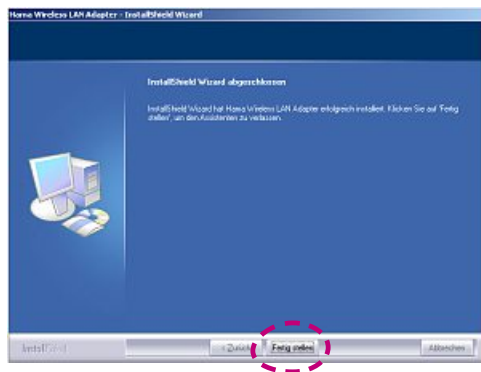 Hama Wireless LAN Adapter - InstallShield Wizard
InstallShield Wizard abgeschlossen
InstallShield Wizard hat Hama Wireless LAN Adapter erfolgreich installiert. Klicken Sie auf 'Fertig
stellen', um den Assistenten zu verlassen.
InstallShield
< Zurück
Fertig stellen
Abbrechen